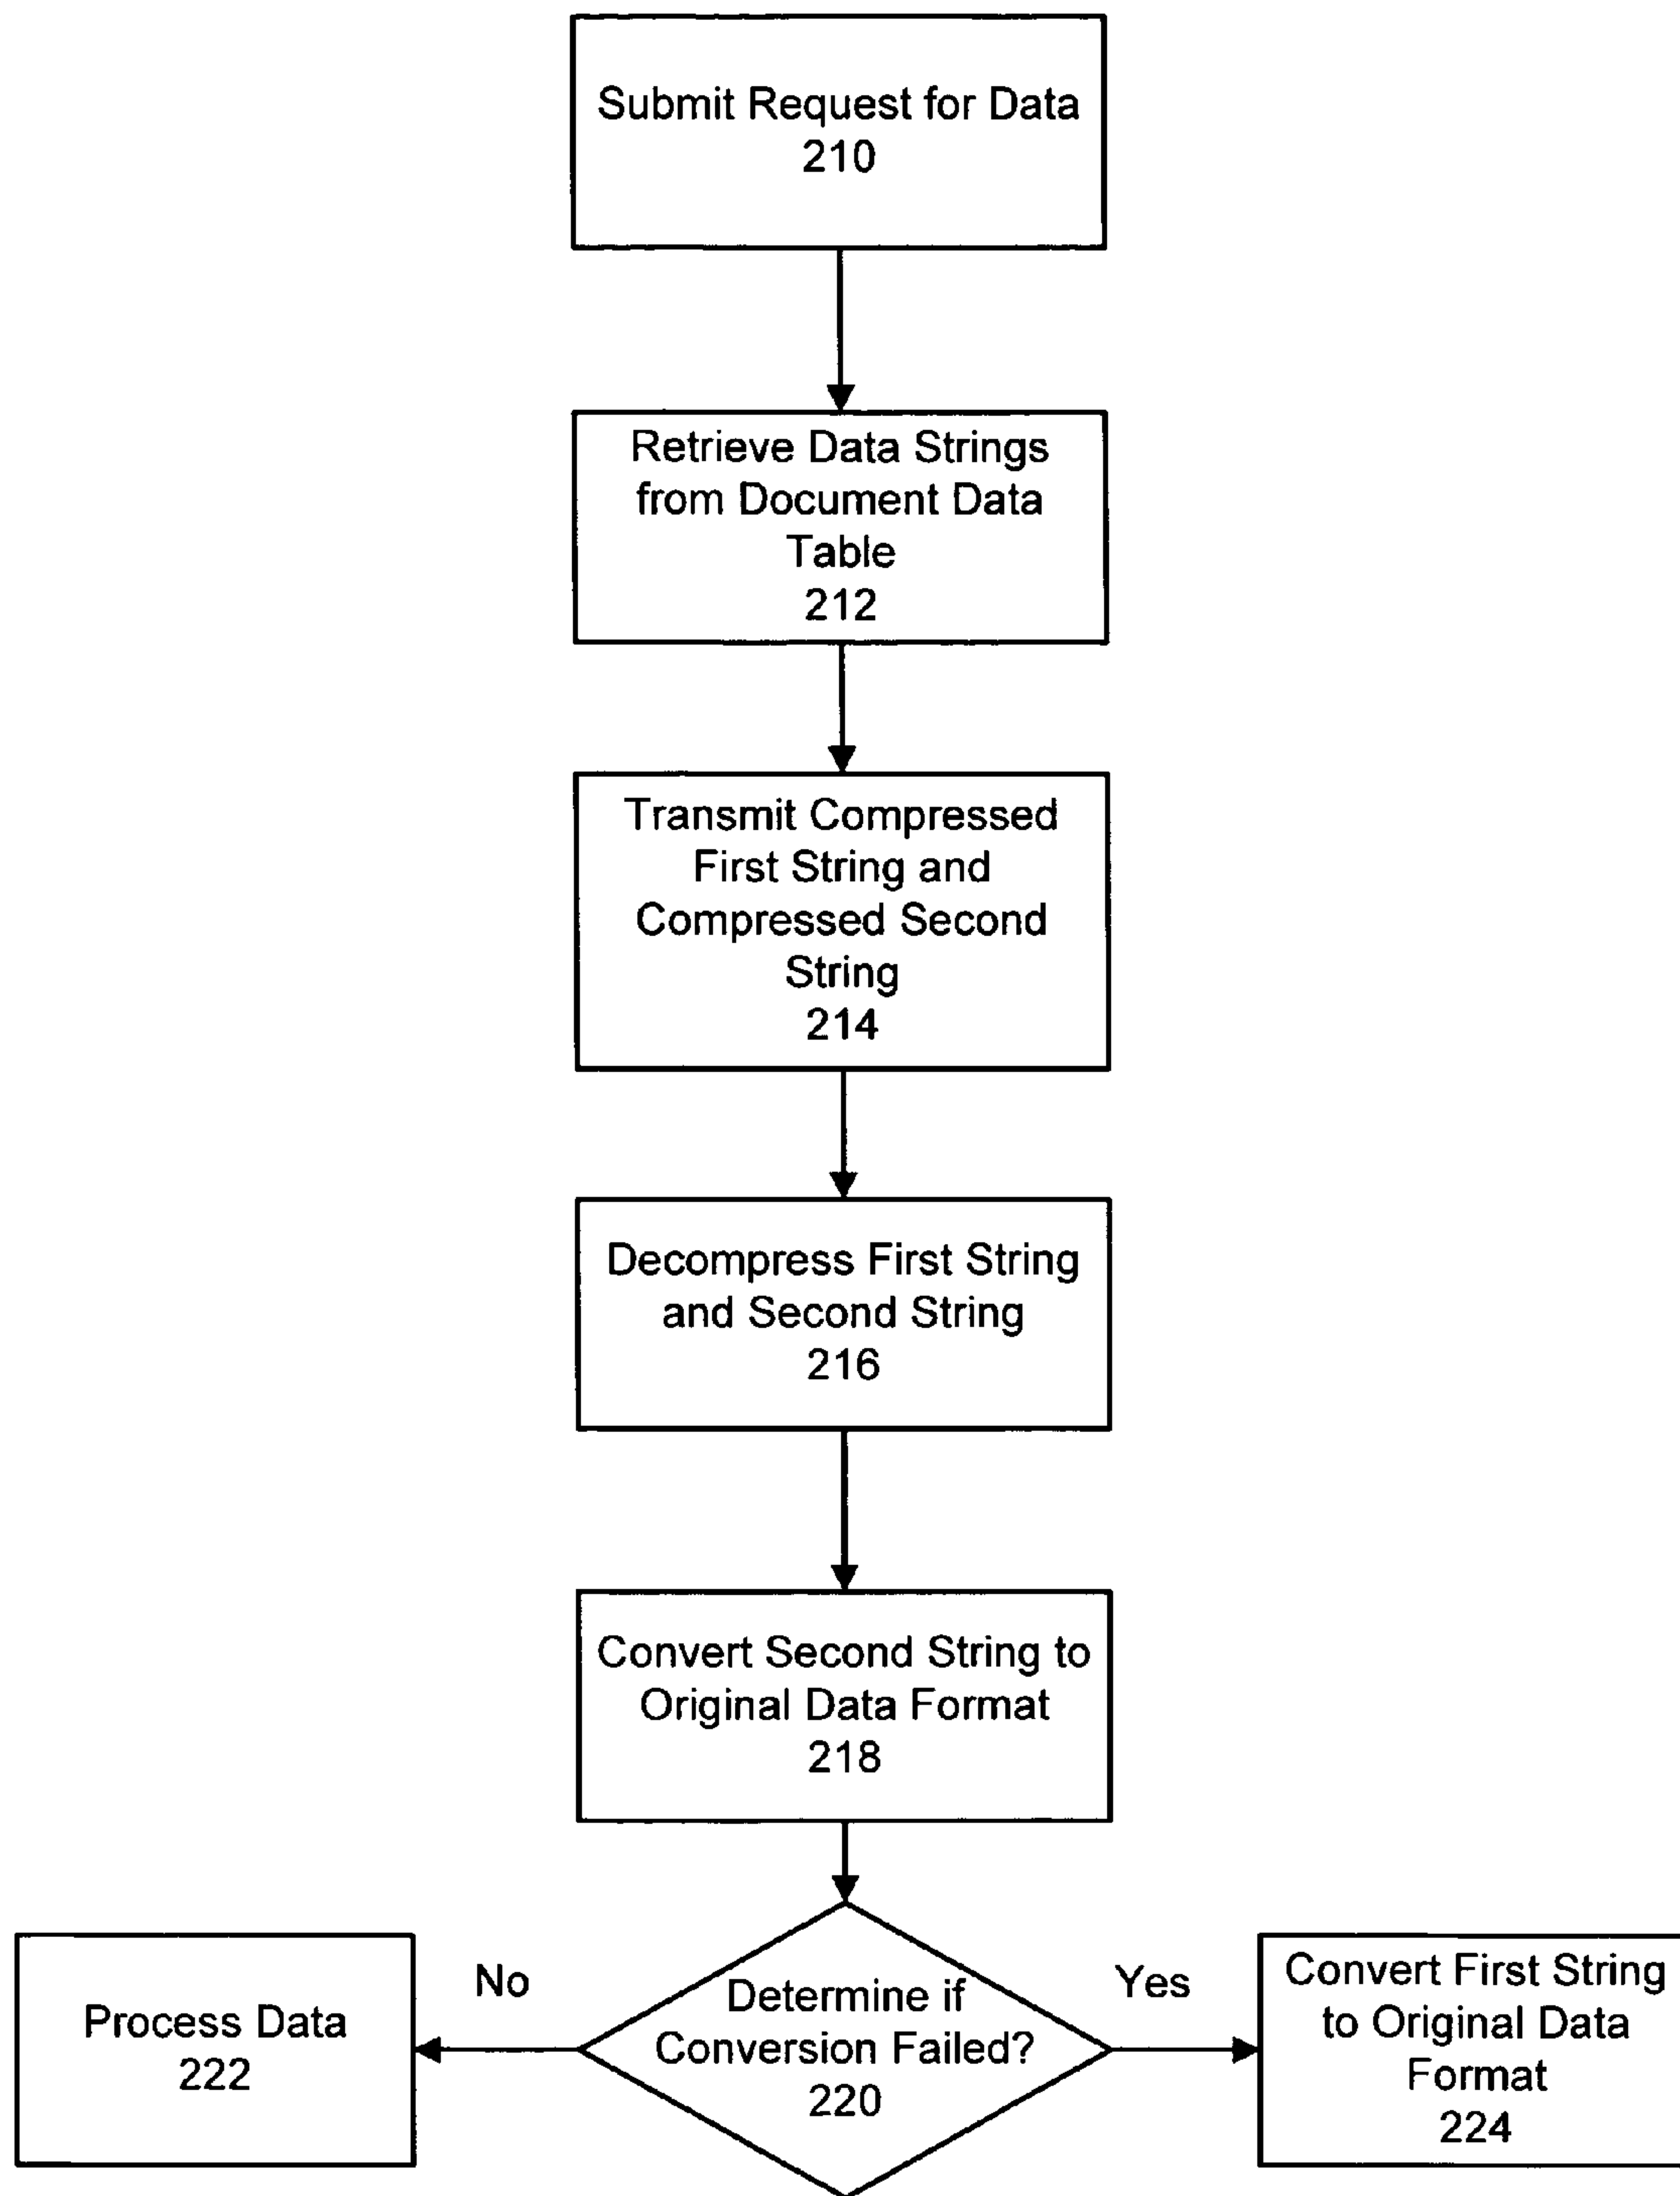 Submit Request for Data
210
Retrieve Data Strings
from Document Data
Table
212
Transmit Compressed
First String and
Compressed Second
String
214
Decompress First String
and Second String
216
Convert Second String to
Original Data Format
218
No
Process Data
222
Determine if
Conversion Failed?
220
Yes
Convert First String
to Original Data
Format
224